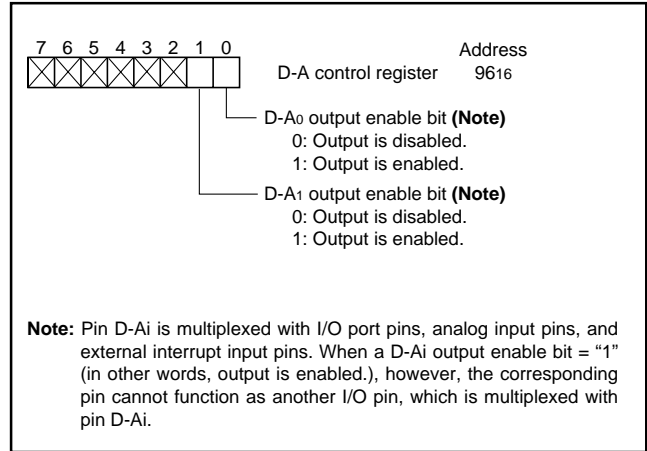 7 6 5 4 3 2 1 0
Address
D-A control register 9616
D-A0 output enable bit (Note)
0: Output is disabled.
1: Output is enabled.
D-A1 output enable bit (Note)
0: Output is disabled.
1: Output is enabled.
Note: Pin D-Ai is multiplexed with I/O port pins, analog input pins, and
external interrupt input pins. When a D-Ai output enable bit = “1”
(in other words, output is enabled.), however, the corresponding
pin cannot function as another I/O pin, which is multiplexed with
pin D-Ai.